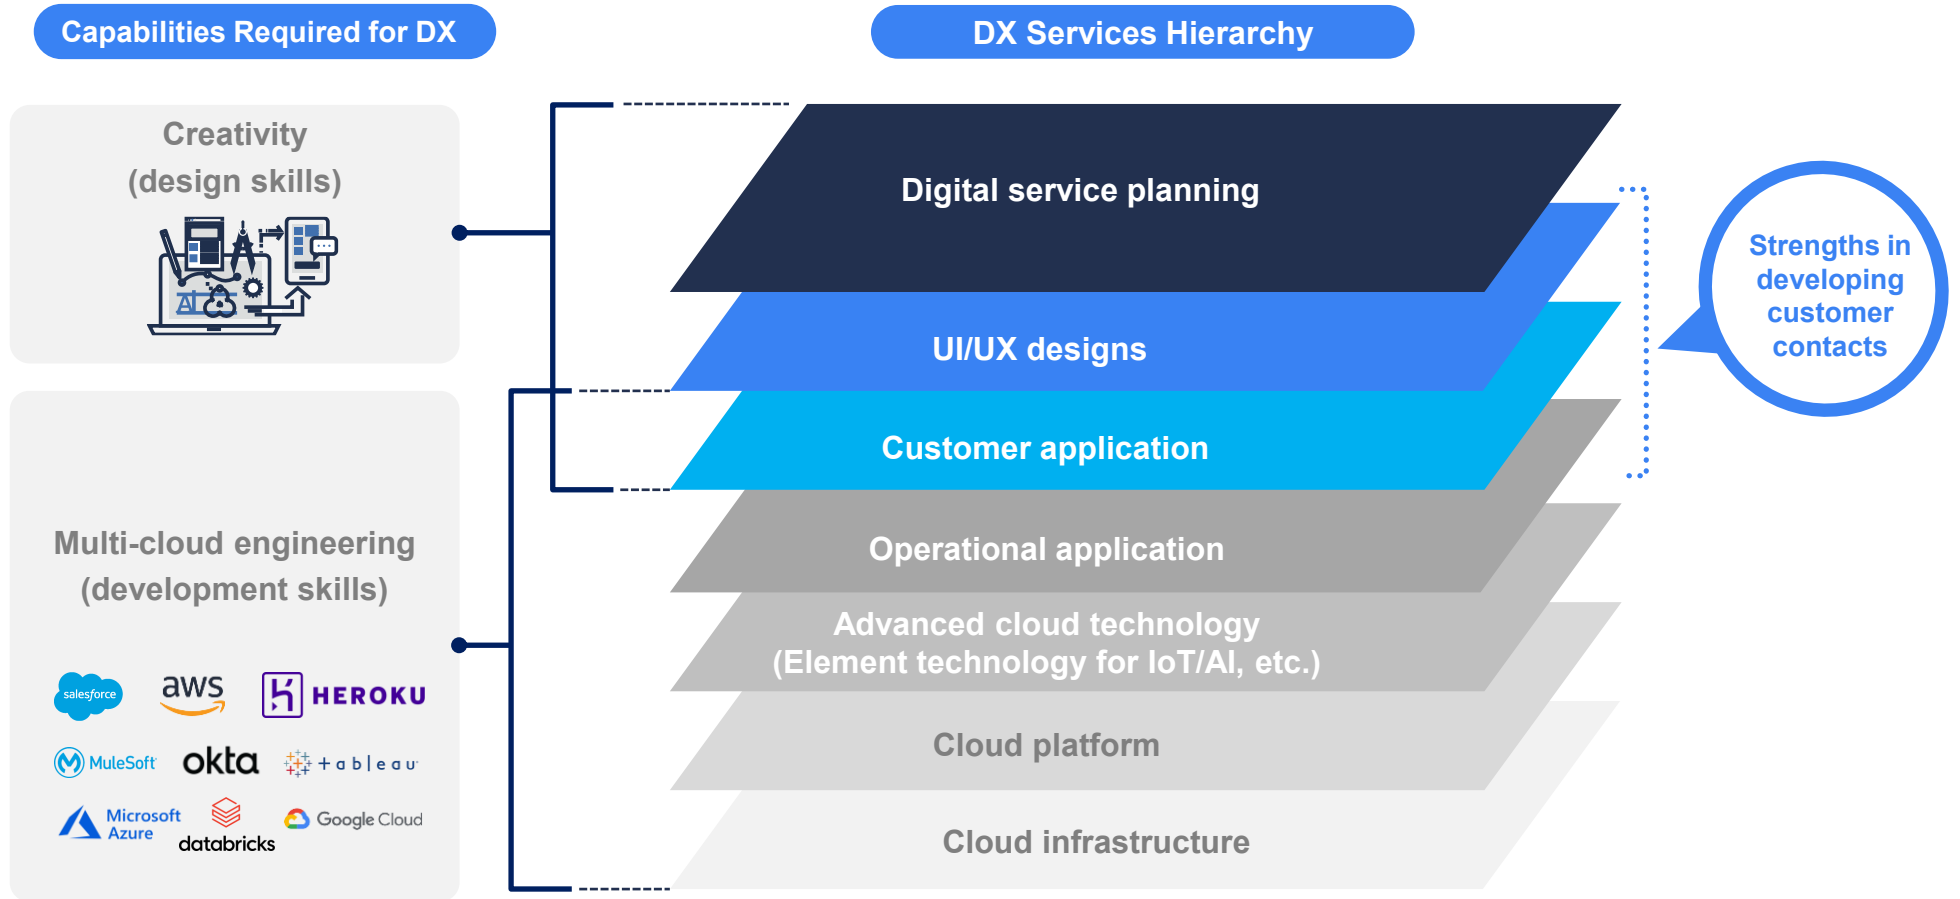 Capabilities Required for DX
DX Services Hierarchy
Creativity
(design skills)
AI
Multi-cloud engineering
(development skills)
salesforce
aws
HEROKU
MuleSoft
okta
+ableau
Microsoft
Azure
databricks
Google Cloud
Digital service planning
UI/UX designs
Customer application
Operational application
Advanced cloud technology
(Element technology for IoT/AI, etc.)
Cloud platform
Cloud infrastructure
Strengths in
developing
customer
contacts